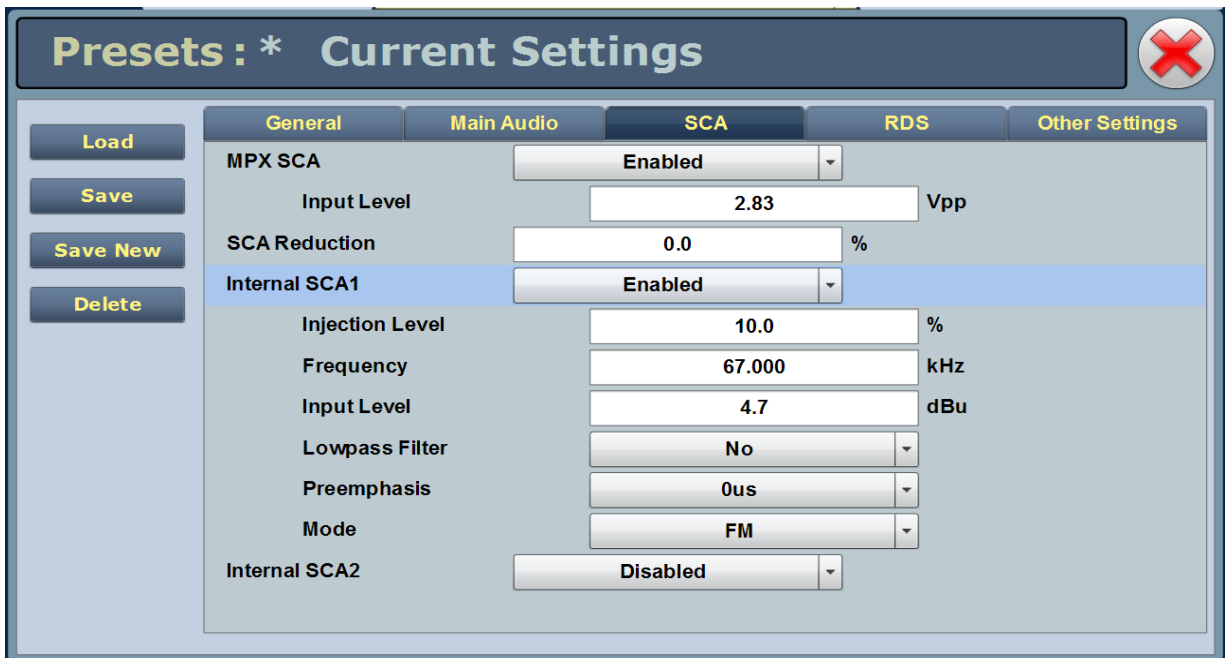 Presets: * Current Settings
General Main Audio SCA RDS Other Settings
Load
Save
Save New
Delete
MPX SCA Enabled
Input Level 2.83 Vpp
SCA Reduction 0.0 %
Internal SCA1 Enabled
Injection Level 10.0 %
Frequency 67.000 kHz
Input Level 4.7 dBu
Lowpass Filter No
Preemphasis 0us
Mode FM
Internal SCA2 Disabled